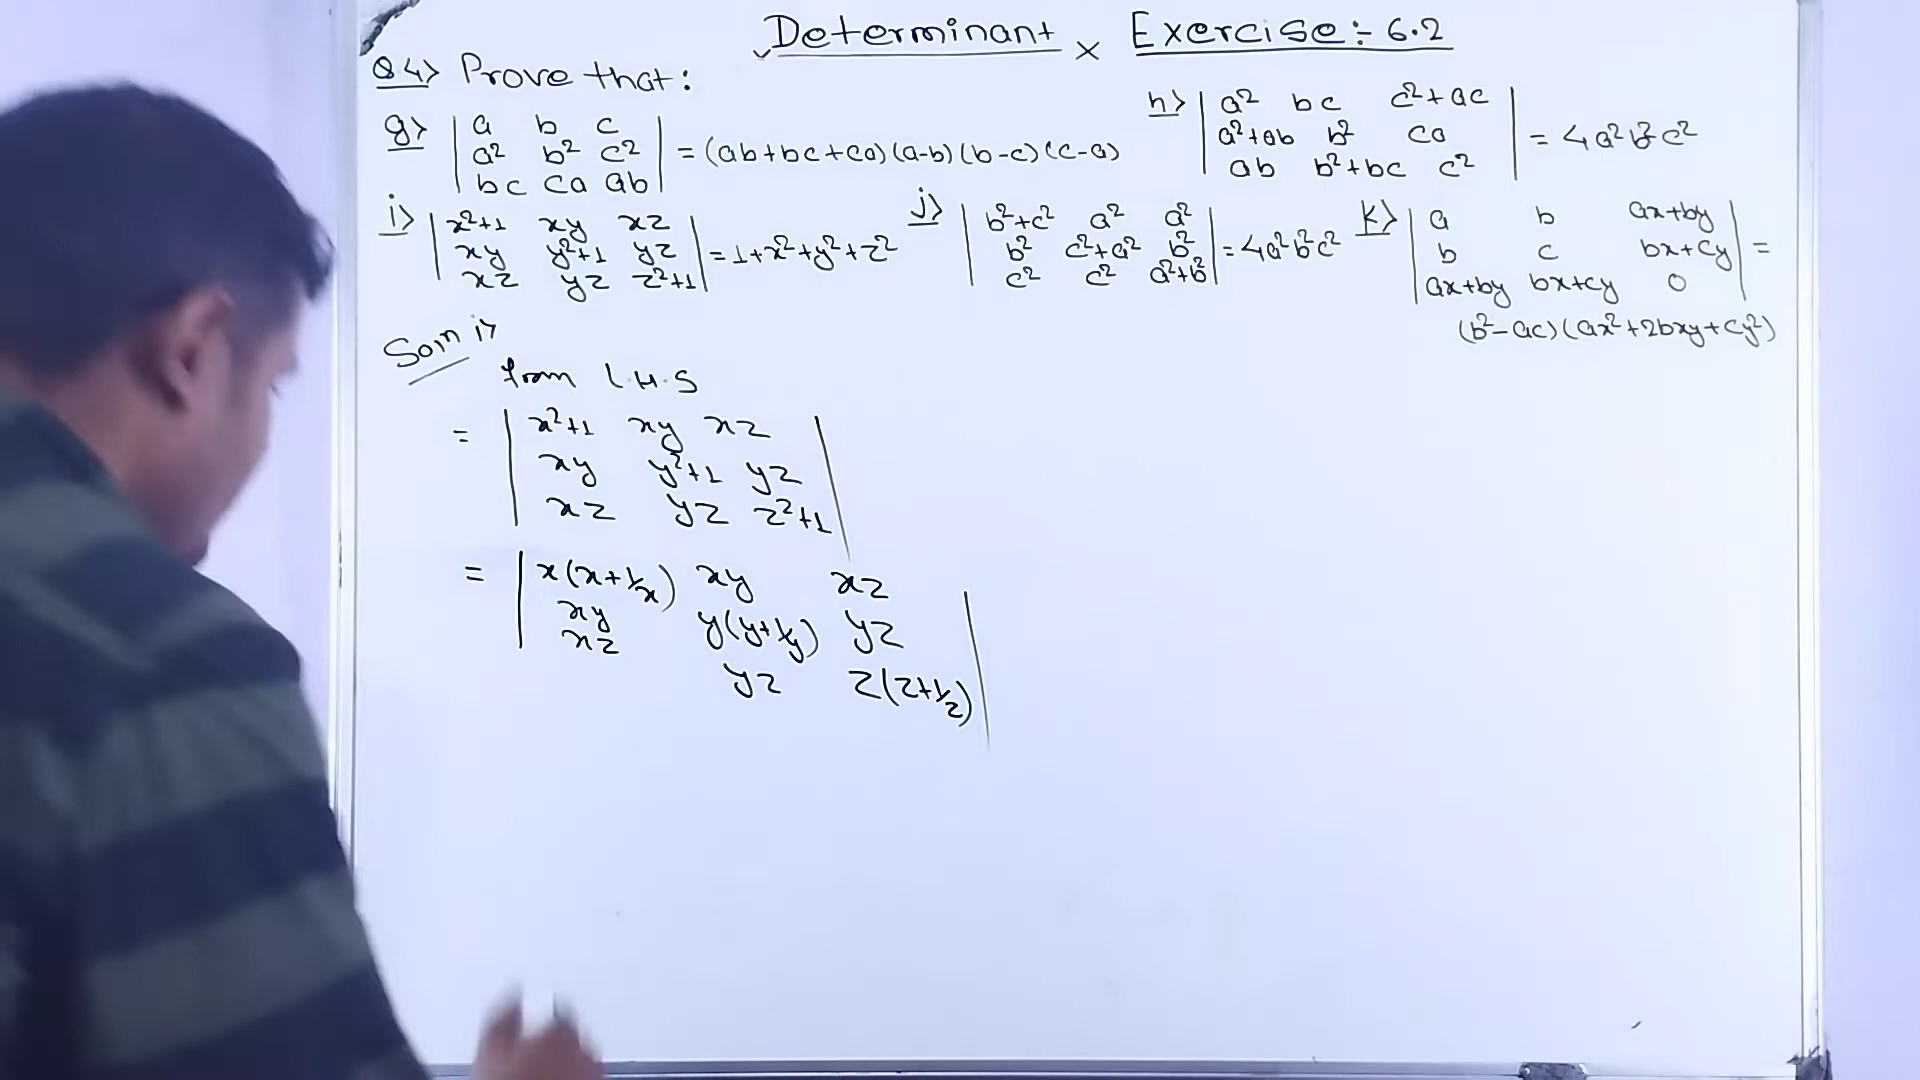 Determinant × Exercise:- 6.2
Q 4> Prove that:
g> | a b c |
| a² b² c² | = (ab+bc+ca)(a-b)(b-c)(c-a)
| bc ca ab |
h> | a² bc c²+ac |
| a²+ab b² ca | = 4a²b²c²
| ab b²+bc c² |
i> | x²+1 xy xz |
| xy y²+1 yz | = 1+x²+y²+z²
| xz yz z²+1 |
j> | b²+c² a² a² |
| b² c²+a² b² | = 4a²b²c²
| c² c² a²+b² |
k> | a b ax+by |
| b c bx+cy | =
| ax+by bx+cy 0 |
(b²-ac)(ax²+2bxy+cy²)
Soln i>
from L.H.S
= | x²+1 xy xz |
| xy y²+1 yz |
| xz yz z²+1 |
= | x(x+1/x) xy xz |
| xy y(y+1/y) yz |
| xz yz z(z+1/z) |